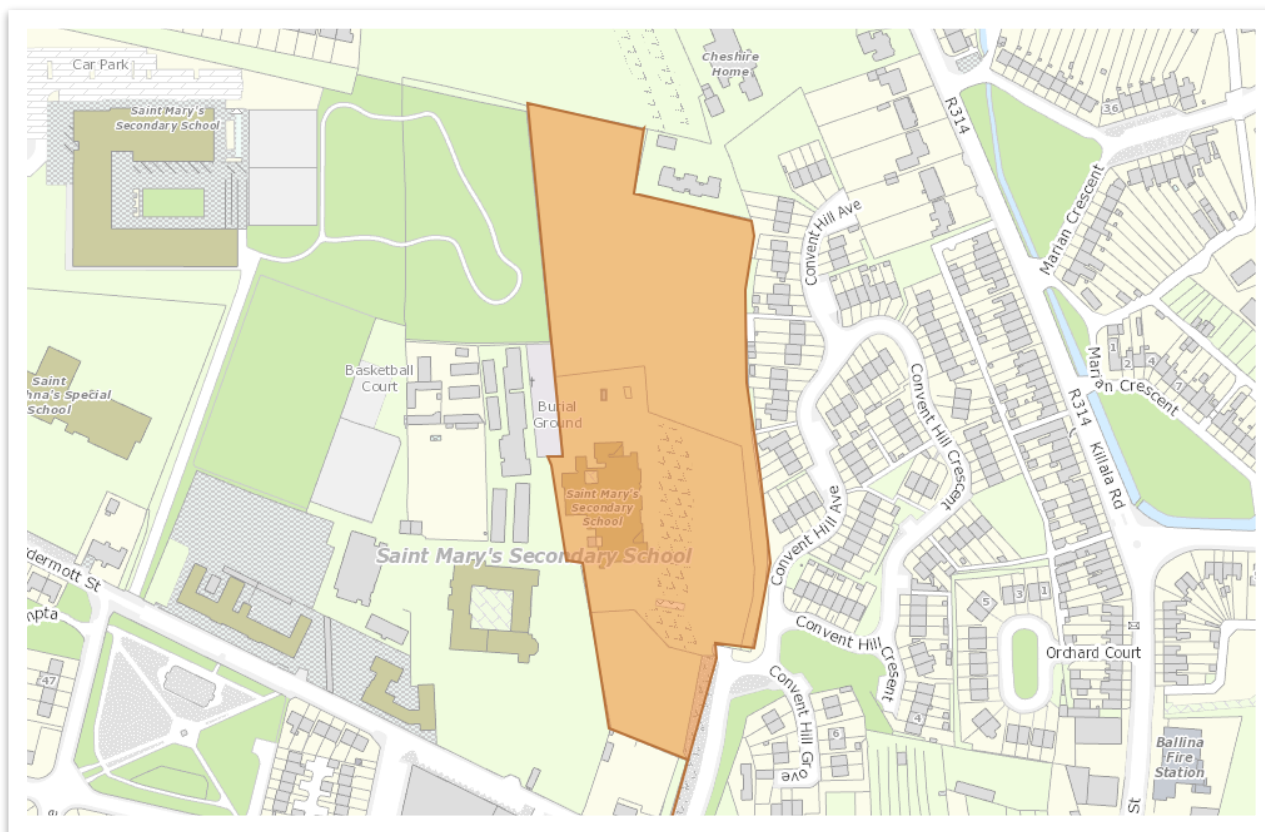 Car Park
Saint Mary's
Secondary School
Cheshire
Home
R314
36
Marian Crescent
Convent Hill Ave
Basketball
Court
Burial
Ground
Saint
hna's Special
School
1
2
4
7
Marian Crescent
R314
Killala Rd
Convent Hill Crescent
Saint Mary's
Secondary
School
Saint Mary's Secondary School
Convent Hill Ave
dermott St
mpta
47
5
3
1
Convent Hill Cresent
Orchard Court
4
Convent Hill Grove
6
Ballina
Fire
Station
St